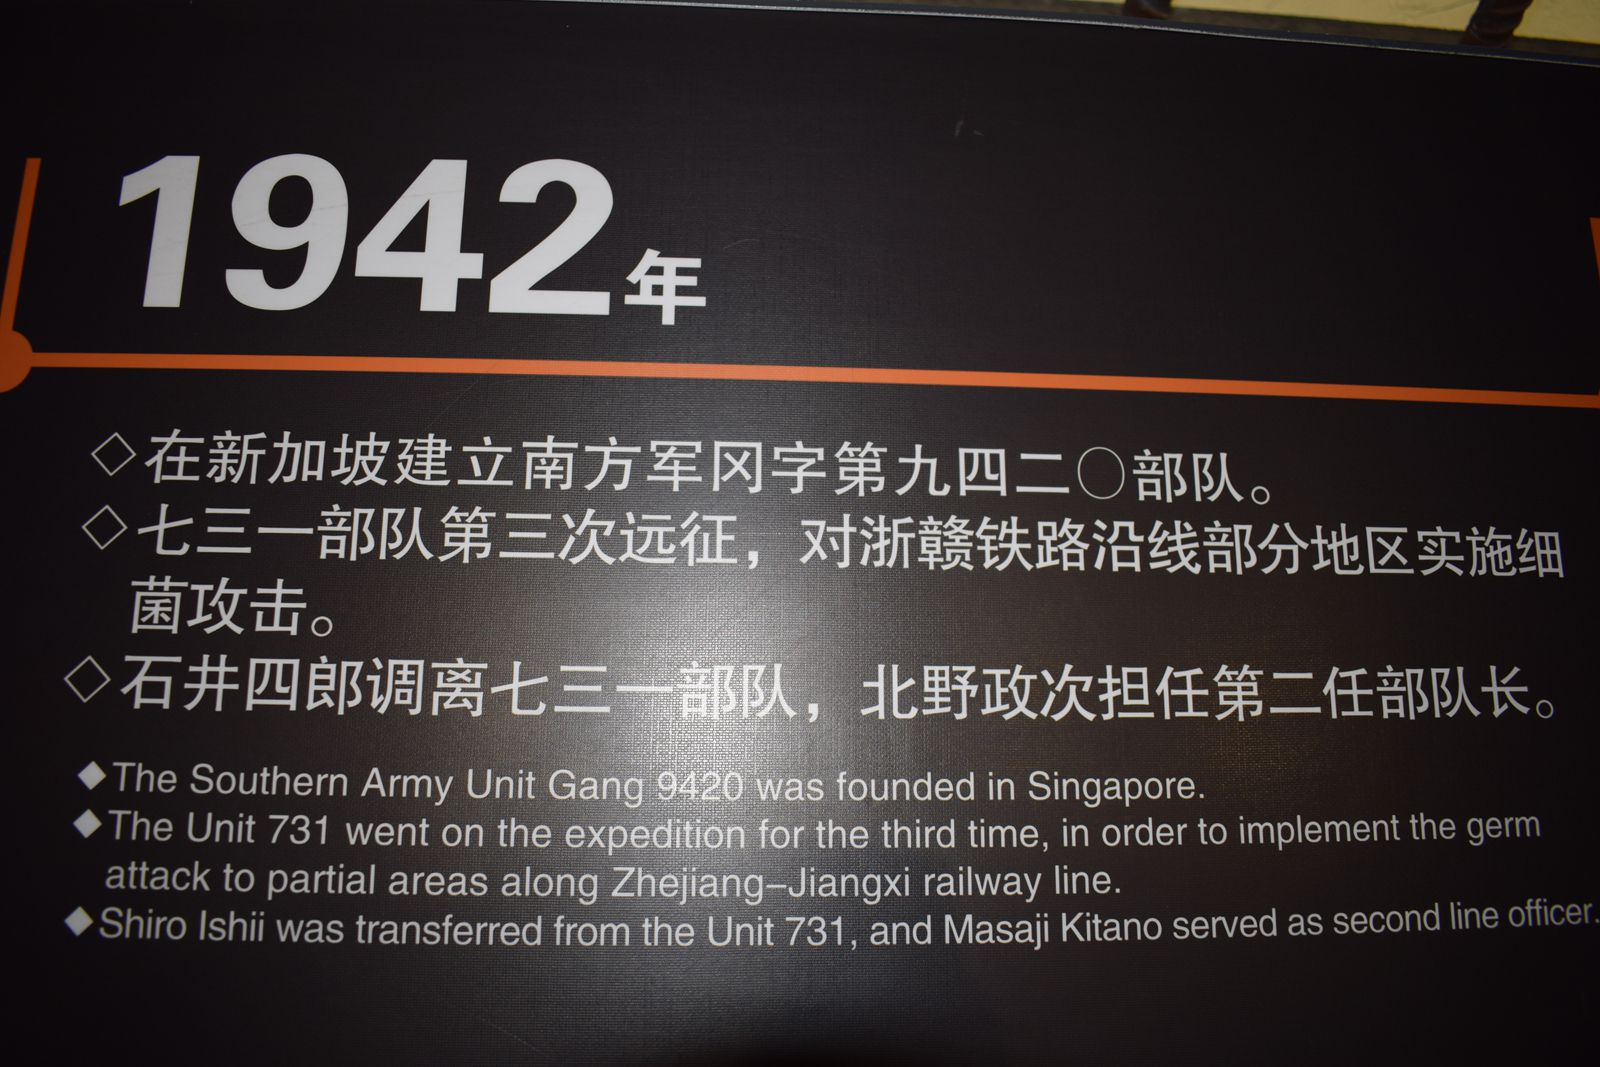 1942年
◇在新加坡建立南方军冈字第九四二〇部队。
◇七三一部队第三次远征，对浙赣铁路沿线部分地区实施细
菌攻击。
◇石井四郎调离七三一部队，北野政次担任第二任部队长。
◆The Southern Army Unit Gang 9420 was founded in Singapore.
◆The Unit 731 went on the expedition for the third time, in order to implement the germ
attack to partial areas along Zhejiang–Jiangxi railway line.
◆Shiro Ishii was transferred from the Unit 731, and Masaji Kitano served as second line officer.